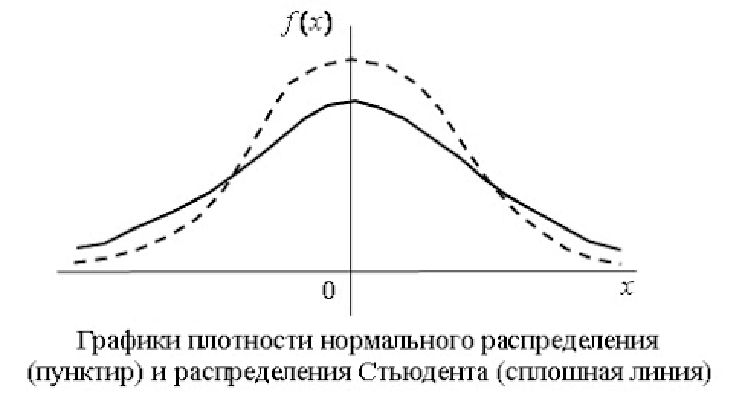 f(x)
0
x
Графики плотности нормального распределения
(пунктир) и распределения Стьюдента (сплошная линия)